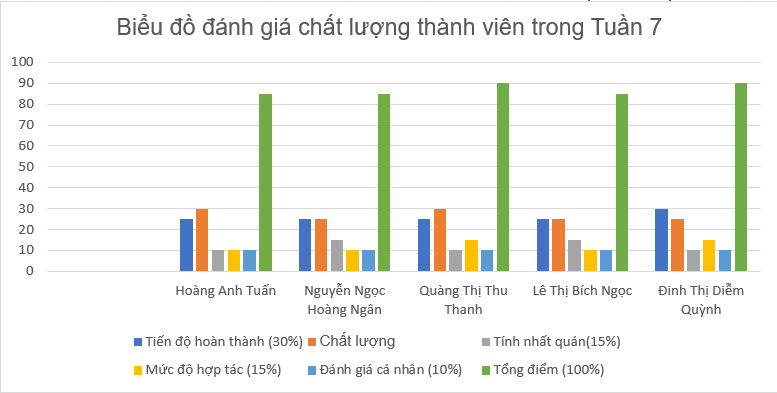 Biểu đồ đánh giá chất lượng thành viên trong Tuần 7
100
90
80
70
60
50
40
30
20
10
0
Hoàng Anh Tuấn
Nguyễn Ngọc
Hoàng Ngân
Quàng Thị Thu
Thanh
Lê Thị Bích Ngọc
Đinh Thị Diễm
Quỳnh
Tiến độ hoàn thành (30%)
Chất lượng
Tính nhất quán(15%)
Mức độ hợp tác (15%)
Đánh giá cá nhân (10%)
Tổng điểm (100%)